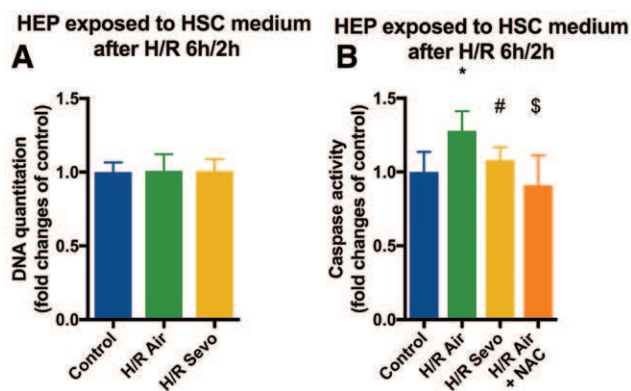 HEP exposed to HSC medium
after H/R 6h/2h
A
DNA quantitation
(fold changes of control)
1.5
1.0
0.5
0.0
Control
H/R Air
H/R Sevo
HEP exposed to HSC medium
after H/R 6h/2h
B
*
#
$
Caspase activity
(fold changes of control)
1.5
1.0
0.5
0.0
Control
H/R Air
H/R Sevo
H/R Air
+ NAC